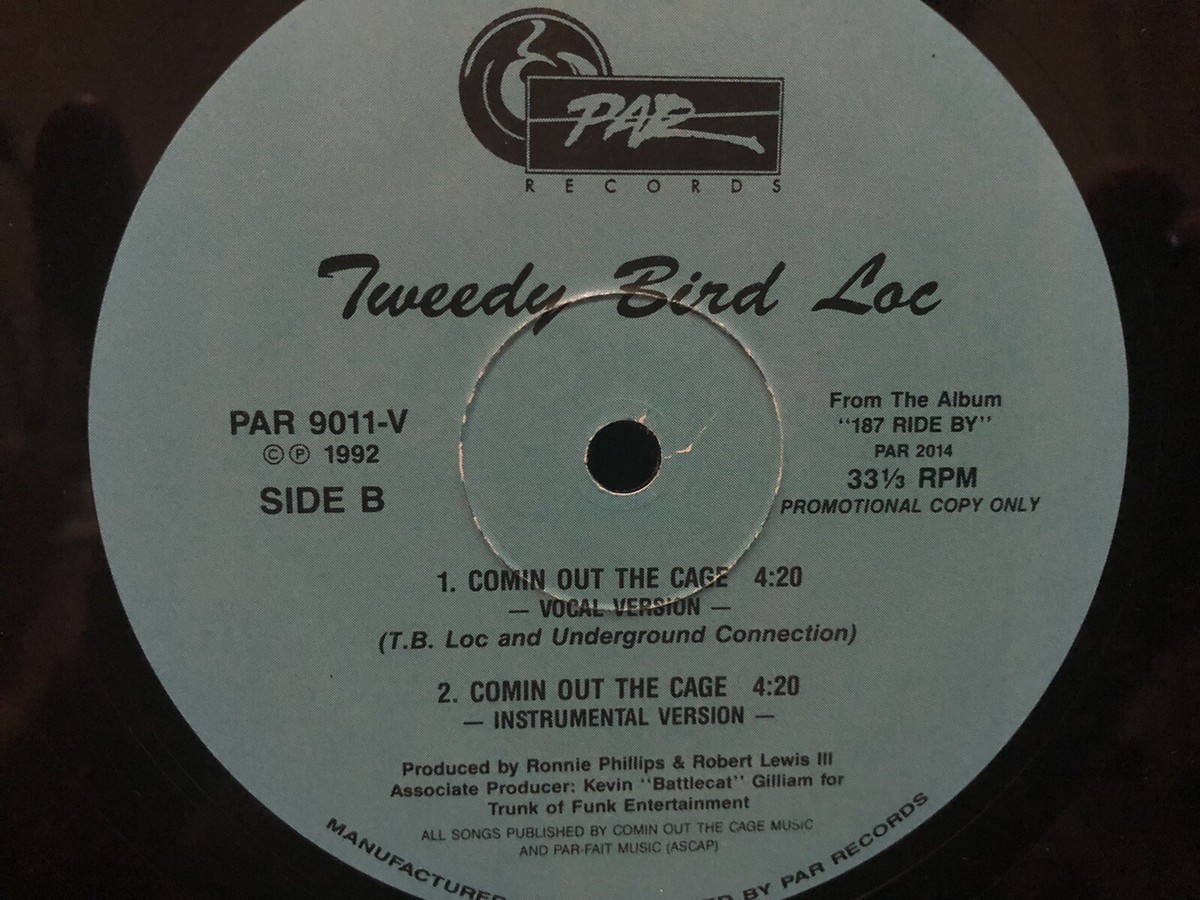 PAR
RECORDS
Tweedy Bird Loc
PAR 9011-V
©℗ 1992
SIDE B
From The Album
"187 RIDE BY"
PAR 2014
33⅓ RPM
PROMOTIONAL COPY ONLY
1. COMIN OUT THE CAGE 4:20
— VOCAL VERSION —
(T.B. Loc and Underground Connection)
2. COMIN OUT THE CAGE 4:20
— INSTRUMENTAL VERSION —
Produced by Ronnie Phillips & Robert Lewis III
Associate Producer: Kevin "Battlecat" Gilliam for
Trunk of Funk Entertainment
ALL SONGS PUBLISHED BY COMIN OUT THE CAGE MUSIC
AND PAR-FAIT MUSIC (ASCAP)
BY PAR RECORDS